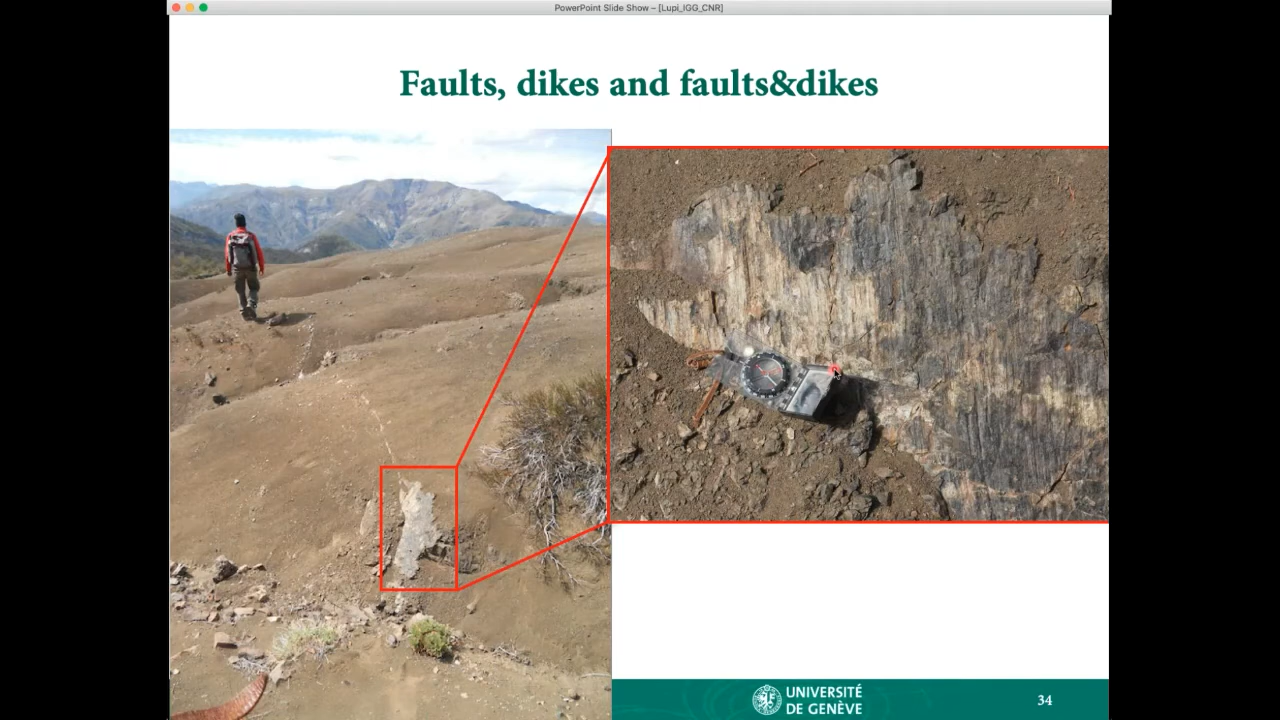 PowerPoint Slide Show – [Lupi_IGG_CNR]
Faults, dikes and faults&dikes
UNIVERSITÉ
DE GENÈVE
34